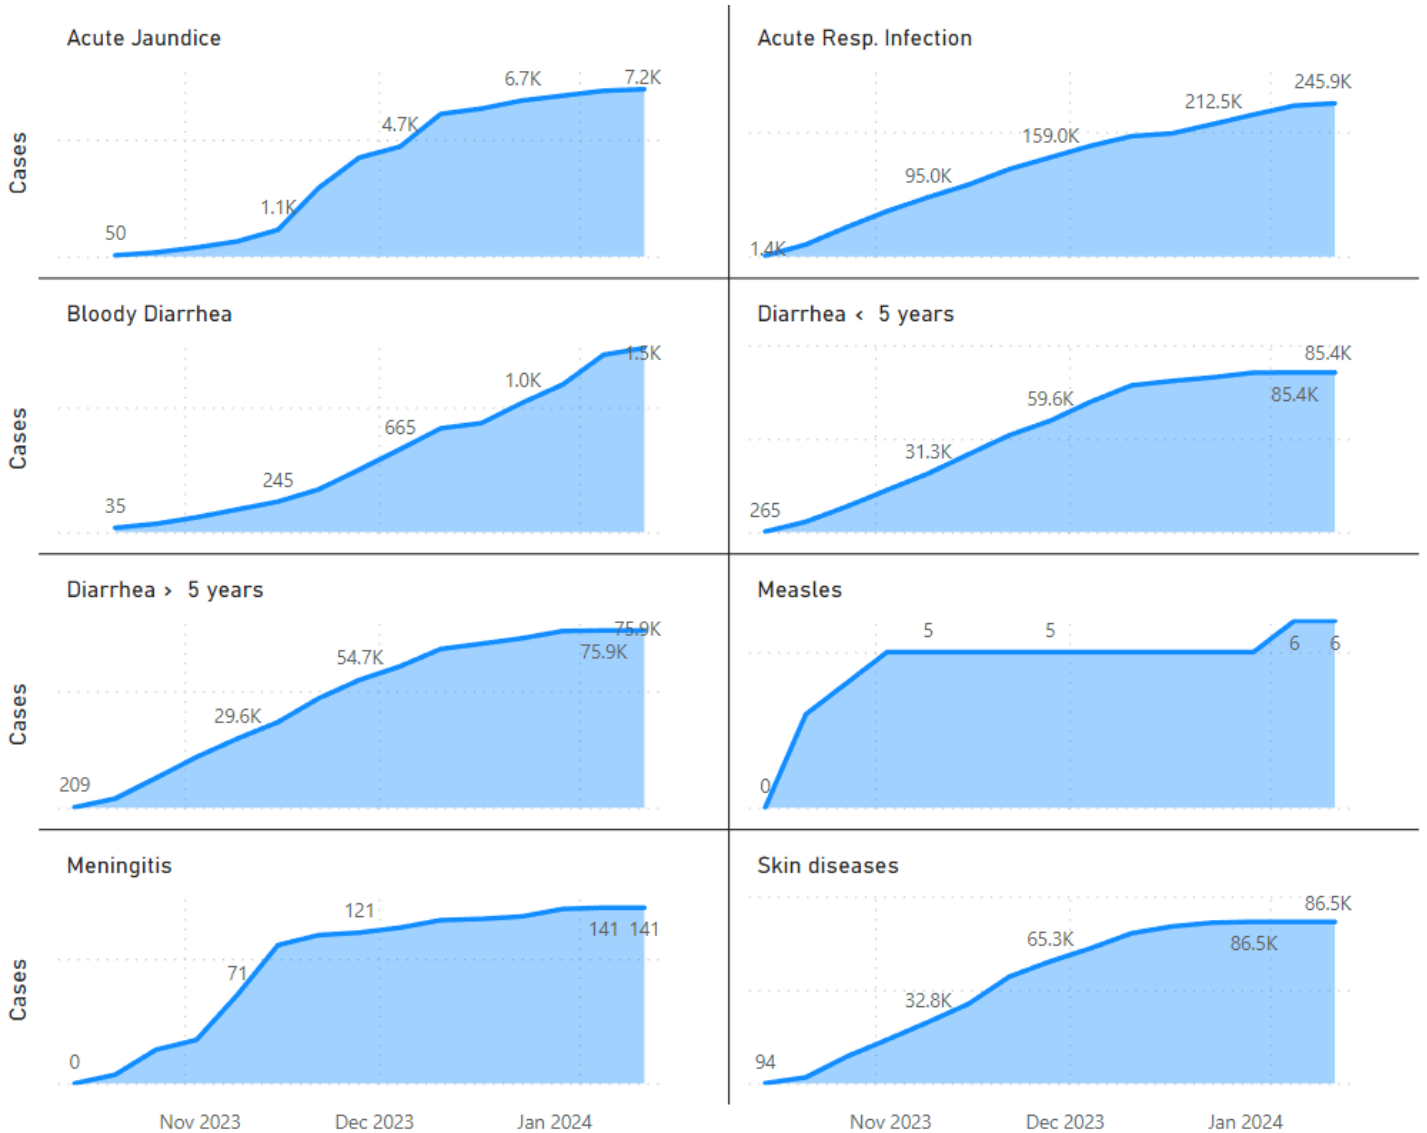 Acute Jaundice
Cases
50
1.1K
4.7K
6.7K
7.2K
Acute Resp. Infection
1.4K
95.0K
159.0K
212.5K
245.9K
Bloody Diarrhea
Cases
35
245
665
1.0K
1.5K
Diarrhea < 5 years
265
31.3K
59.6K
85.4K
85.4K
Diarrhea > 5 years
Cases
209
29.6K
54.7K
75.9K
75.9K
Measles
0
5
5
6
6
Meningitis
Cases
0
71
121
141
141
Nov 2023
Dec 2023
Jan 2024
Skin diseases
94
32.8K
65.3K
86.5K
86.5K
Nov 2023
Dec 2023
Jan 2024